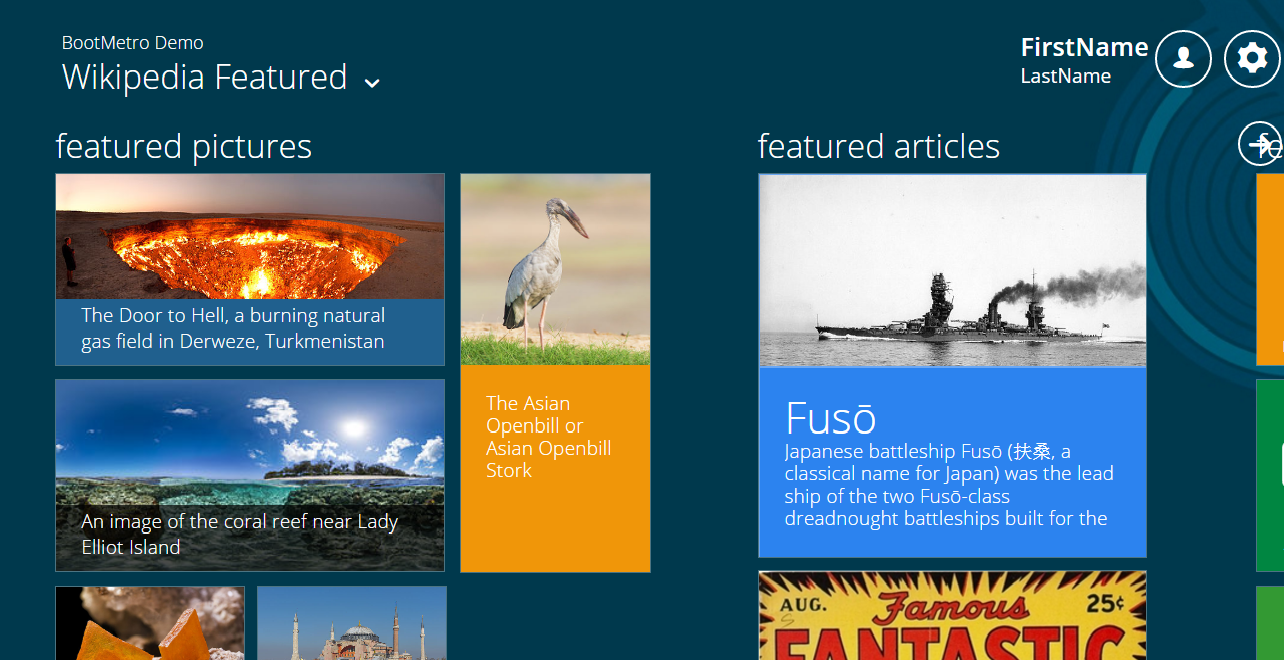 BootMetro Demo
Wikipedia Featured
FirstName
LastName
featured pictures
The Door to Hell, a burning natural
gas field in Derweze, Turkmenistan
An image of the coral reef near Lady
Elliot Island
The Asian
Openbill or
Asian Openbill
Stork
featured articles
Fusō
Japanese battleship Fusō (扶桑, a
classical name for Japan) was the lead
ship of the two Fusō-class
dreadnought battleships built for the
AUG.
Famous
25¢
FANTASTIC
fe